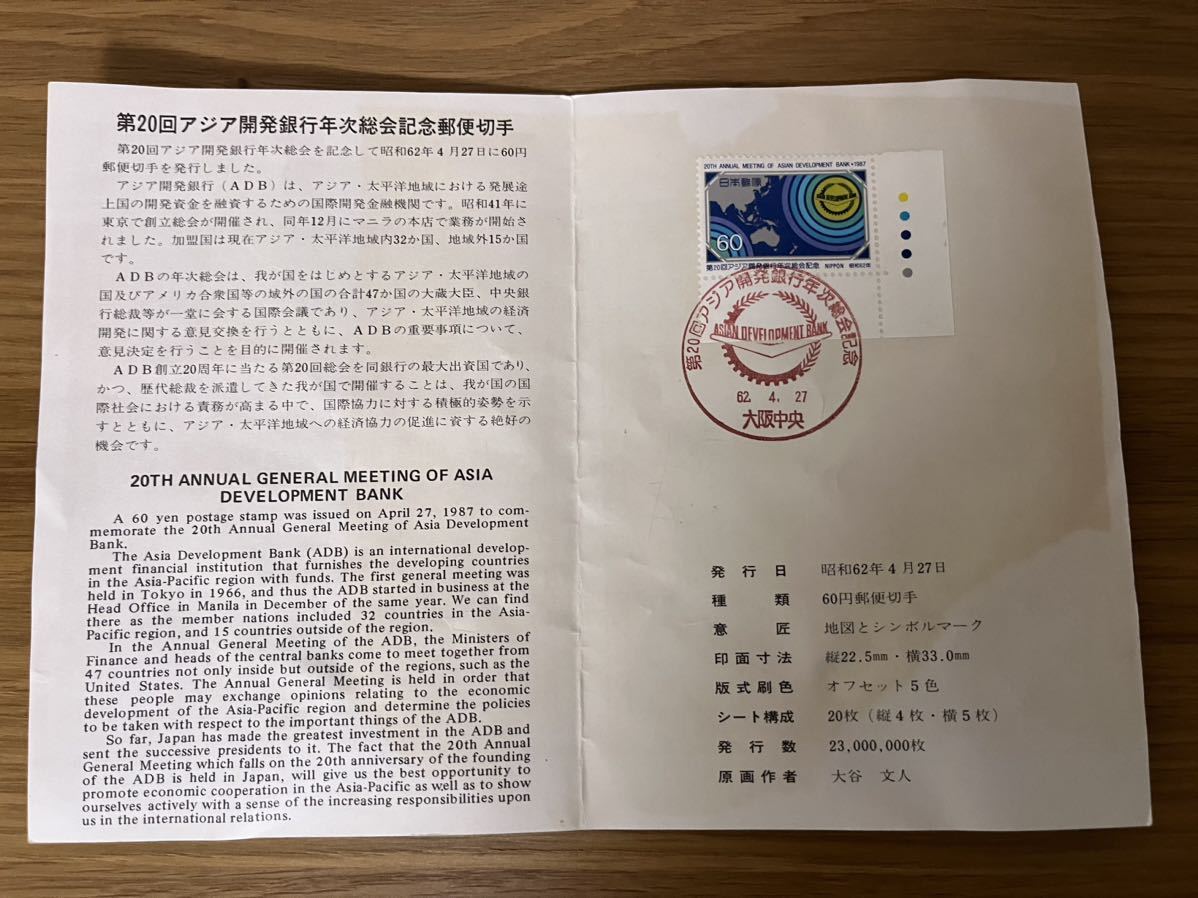 第20回アジア開発銀行年次総会記念郵便切手
第20回アジア開発銀行年次総会を記念して昭和62年4月27日に60円
郵便切手を発行しました。
アジア開発銀行(ADB)は、アジア・太平洋地域における発展途
上国の開発資金を融資するための国際開発金融機関です。昭和41年に
東京で創立総会が開催され、同年12月にマニラの本店で業務が開始さ
れました。加盟国は現在アジア・太平洋地域内32か国、地域外15か国
です。
ADBの年次総会は、我が国をはじめとするアジア・太平洋地域の
国及びアメリカ合衆国等の域外の国の合計47か国の大蔵大臣、中央銀
行総裁等が一堂に会する国際会議であり、アジア・太平洋地域の経済
開発に関する意見交換を行うとともに、ADBの重要事項について、
意見決定を行うことを目的に開催されます。
ADB創立20周年に当たる第20回総会を同銀行の最大出資国であり、
かつ、歴代総裁を派遣してきた我が国で開催することは、我が国の国
際社会における責務が高まる中で、国際協力に対する積極的姿勢を示
すとともに、アジア・太平洋地域への経済協力の促進に資する絶好の
機会です。
20TH ANNUAL GENERAL MEETING OF ASIA
DEVELOPMENT BANK
A 60 yen postage stamp was issued on April 27, 1987 to com-
memorate the 20th Annual General Meeting of Asia Development
Bank.
The Asia Development Bank (ADB) is an international develop-
ment financial institution that furnishes the developing countries
in the Asia-Pacific region with funds. The first general meeting was
held in Tokyo in 1966, and thus the ADB started in business at the
Head Office in Manila in December of the same year. We can find
there as the member nations included 32 countries in the Asia-
Pacific region, and 15 countries outside of the region.
In the Annual General Meeting of the ADB, the Ministers of
Finance and heads of the central banks come to meet together from
47 countries not only inside but outside of the regions, such as the
United States. The Annual General Meeting is held in order that
these people may exchange opinions relating to the economic
development of the Asia-Pacific region and determine the policies
to be taken with respect to the important things of the ADB.
So far, Japan has made the greatest investment in the ADB and
sent the successive presidents to it. The fact that the 20th Annual
General Meeting which falls on the 20th anniversary of the founding
of the ADB is held in Japan, will give us the best opportunity to
promote economic cooperation in the Asia-Pacific as well as to show
ourselves actively with a sense of the increasing responsibilities upon
us in the international relations.
20TH ANNUAL MEETING OF ASIAN DEVELOPMENT BANK•1987
日本郵便
60
第20回アジア開発銀行年次総会記念 NIPPON 昭和62年
第20回アジア開発銀行年次総会記念
ASIAN DEVELOPMENT BANK
62. 4. 27
大阪中央
発行日 昭和62年4月27日
種類 60円郵便切手
意匠 地図とシンボルマーク
印面寸法 縦22.5mm・横33.0mm
版式刷色 オフセット5色
シート構成 20枚(縦4枚・横5枚)
発行数 23,000,000枚
原画作者 大谷 文人